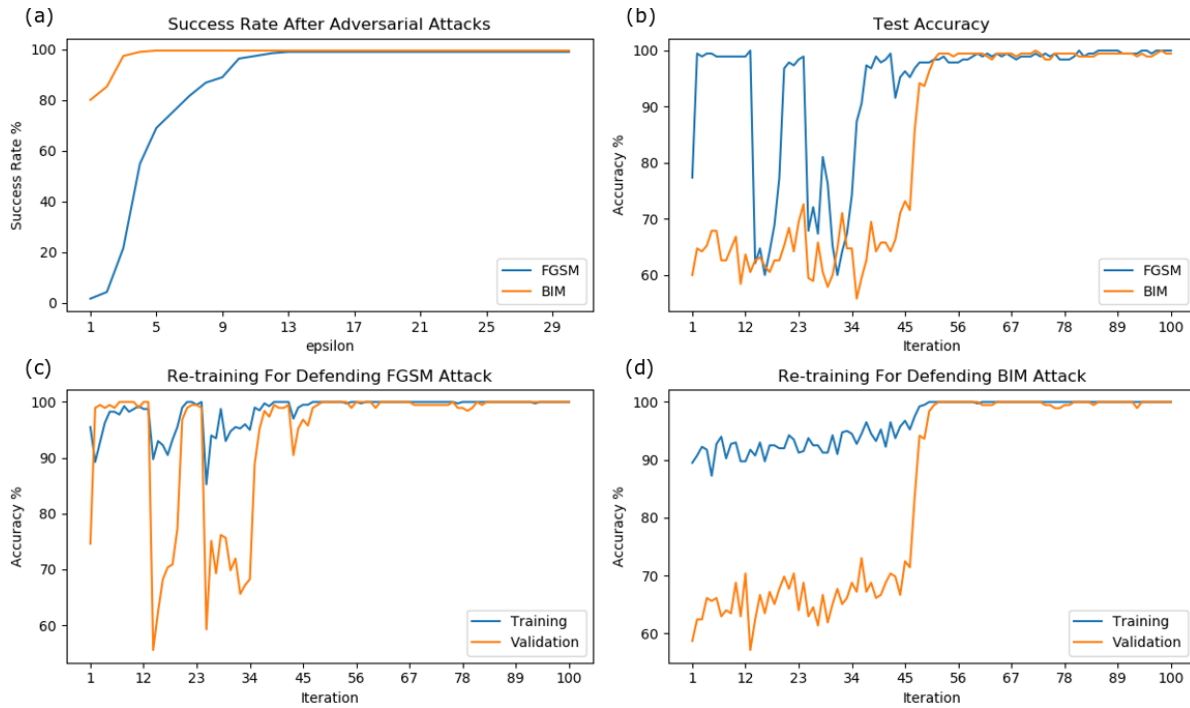 (a)
Success Rate After Adversarial Attacks
Success Rate %
100
80
60
40
20
0
FGSM
BIM
1 5 9 13 17 21 25 29
epsilon
(b)
Test Accuracy
Accuracy %
100
90
80
70
60
FGSM
BIM
1 12 23 34 45 56 67 78 89 100
Iteration
(c)
Re-training For Defending FGSM Attack
Accuracy %
100
90
80
70
60
Training
Validation
1 12 23 34 45 56 67 78 89 100
Iteration
(d)
Re-training For Defending BIM Attack
Accuracy %
100
90
80
70
60
Training
Validation
1 12 23 34 45 56 67 78 89 100
Iteration